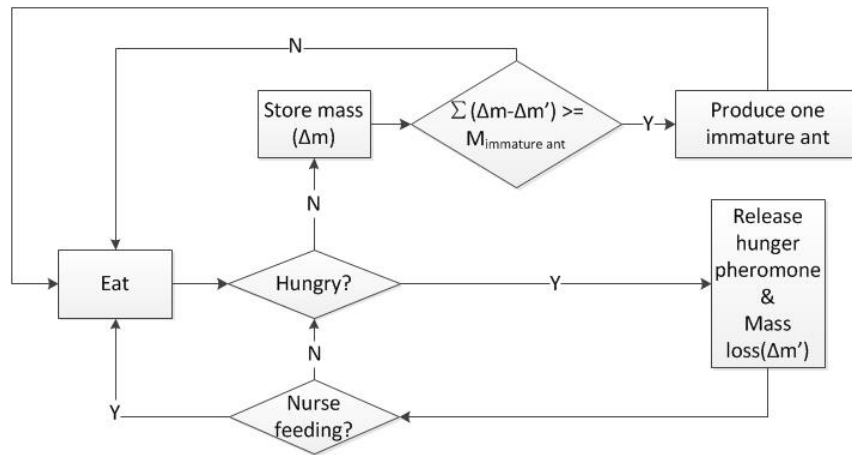 N
Store mass
(Δm)
∑(Δm-Δm’) >=
M immature ant
Y
Produce one
immature ant
N
Eat
Hungry?
Y
Release
hunger
pheromone
&
Mass
loss(Δm’)
N
Y
Nurse
feeding?